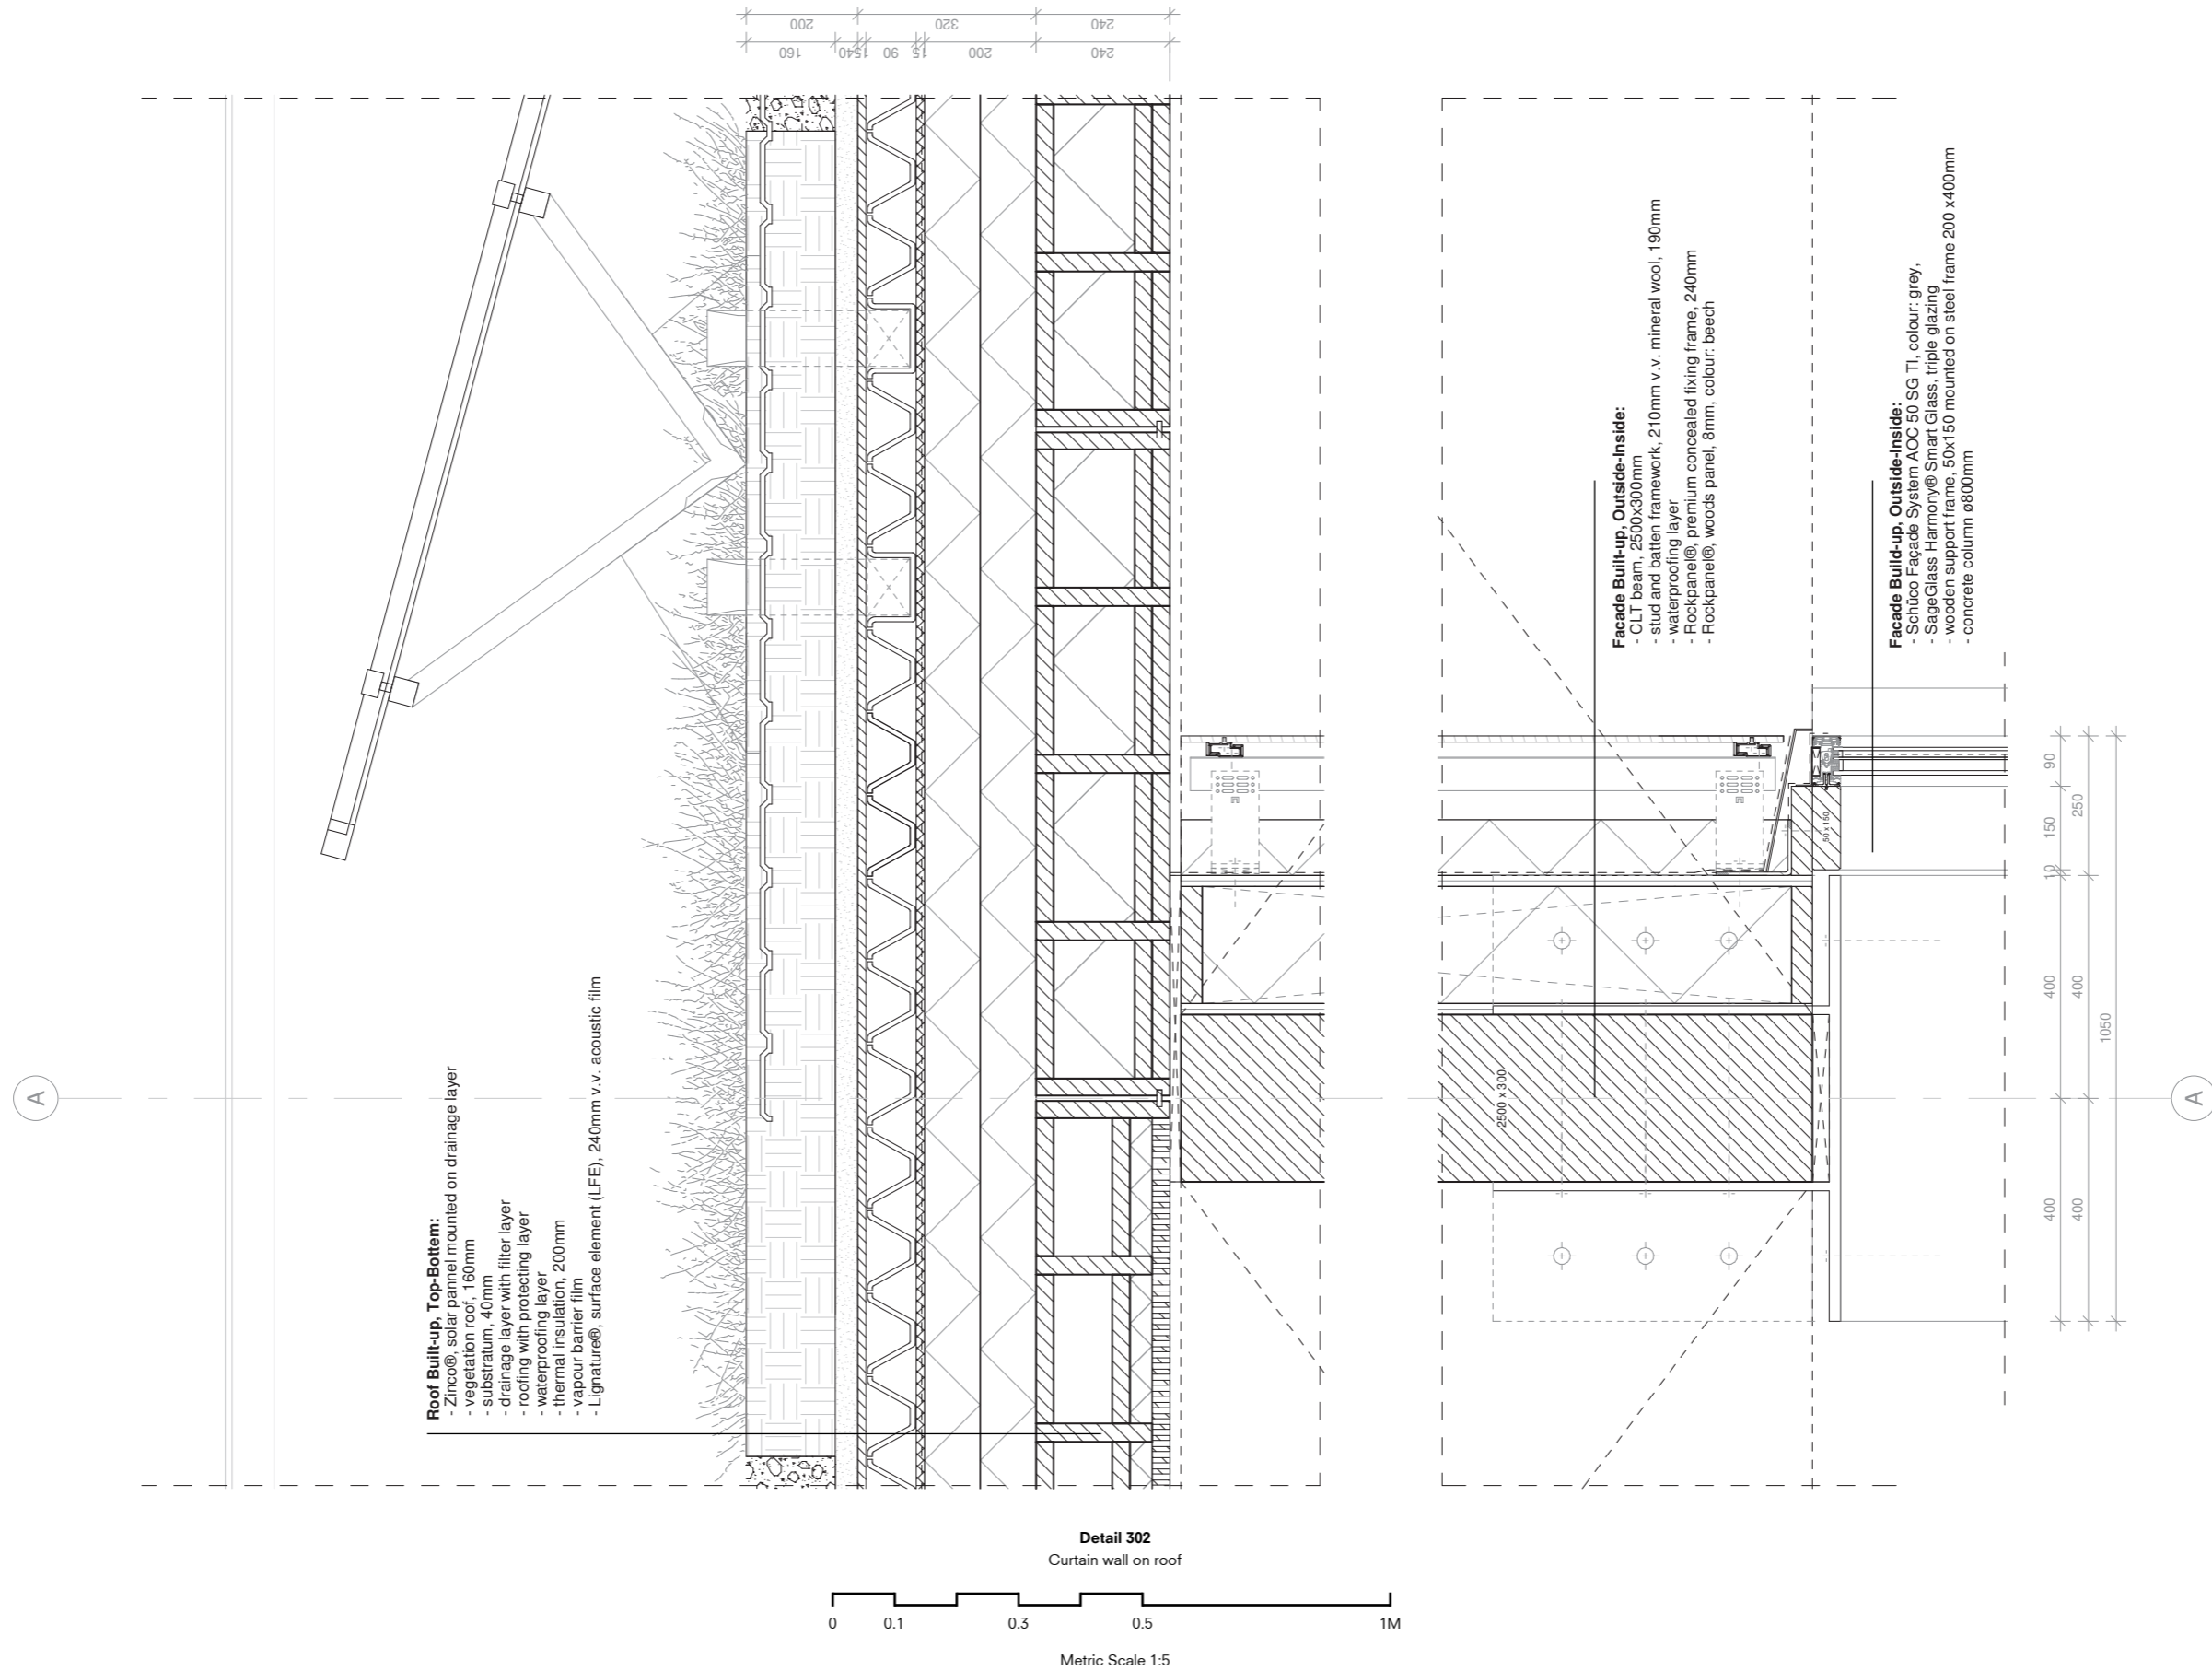 200
320
240
160
40
15
90
15
200
240
Roof Built-up, Top-Bottem:
- Zinco®, solar pannel mounted on drainage layer
- vegetation roof, 160mm
- substratum, 40mm
- drainage layer with filter layer
- roofing with protecting layer
- waterproofing layer
- thermal insulation, 200mm
- vapour barrier film
- Lignature®, surface element (LFE), 240mm v.v. acoustic film
Facade Built-up, Outside-Inside:
- CLT beam, 2500x300mm
- stud and batten framework, 210mm v.v. mineral wool, 190mm
- waterproofing layer
- Rockpanel®, premium concealed fixing frame, 240mm
- Rockpanel®, woods panel, 8mm, colour: beech
Facade Build-up, Outside-Inside:
- Schüco Façade System AOC 50 SG TI, colour: grey,
- SageGlass Harmony® Smart Glass, triple glazing
- wooden support frame, 50x150 mounted on steel frame 200 x400mm
- concrete column ø800mm
50 x 150
2500 x 300
A
A
90
150
10
400
400
250
400
400
1050
Detail 302
Curtain wall on roof
0 0.1 0.3 0.5 1M
Metric Scale 1:5